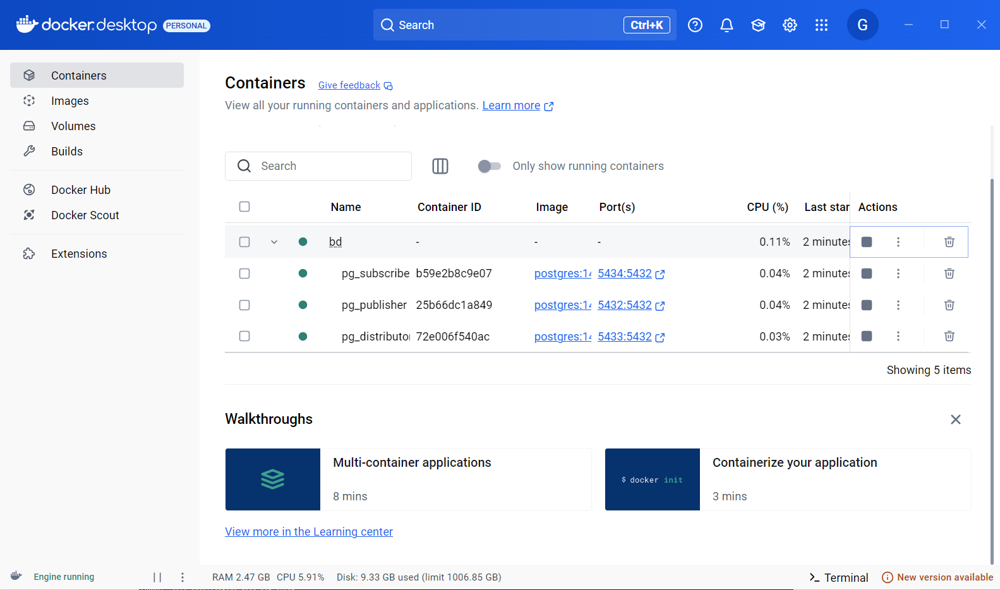 docker.desktop PERSONAL
Search Ctrl+K
G
Containers
Images
Volumes
Builds
Docker Hub
Docker Scout
Extensions
Containers Give feedback
View all your running containers and applications. Learn more
Search
Only show running containers
Name Container ID Image Port(s) CPU (%) Last star Actions
bd - - - 0.11% 2 minutes
pg_subscribe b59e2b8c9e07 postgres:14 5434:5432 0.04% 2 minutes
pg_publisher 25b66dc1a849 postgres:14 5432:5432 0.04% 2 minutes
pg_distributo 72e006f540ac postgres:14 5433:5432 0.03% 2 minutes
Showing 5 items
Walkthroughs
Multi-container applications
8 mins
$ docker init
Containerize your application
3 mins
View more in the Learning center
Engine running
RAM 2.47 GB CPU 5.91% Disk: 9.33 GB used (limit 1006.85 GB)
Terminal
New version available